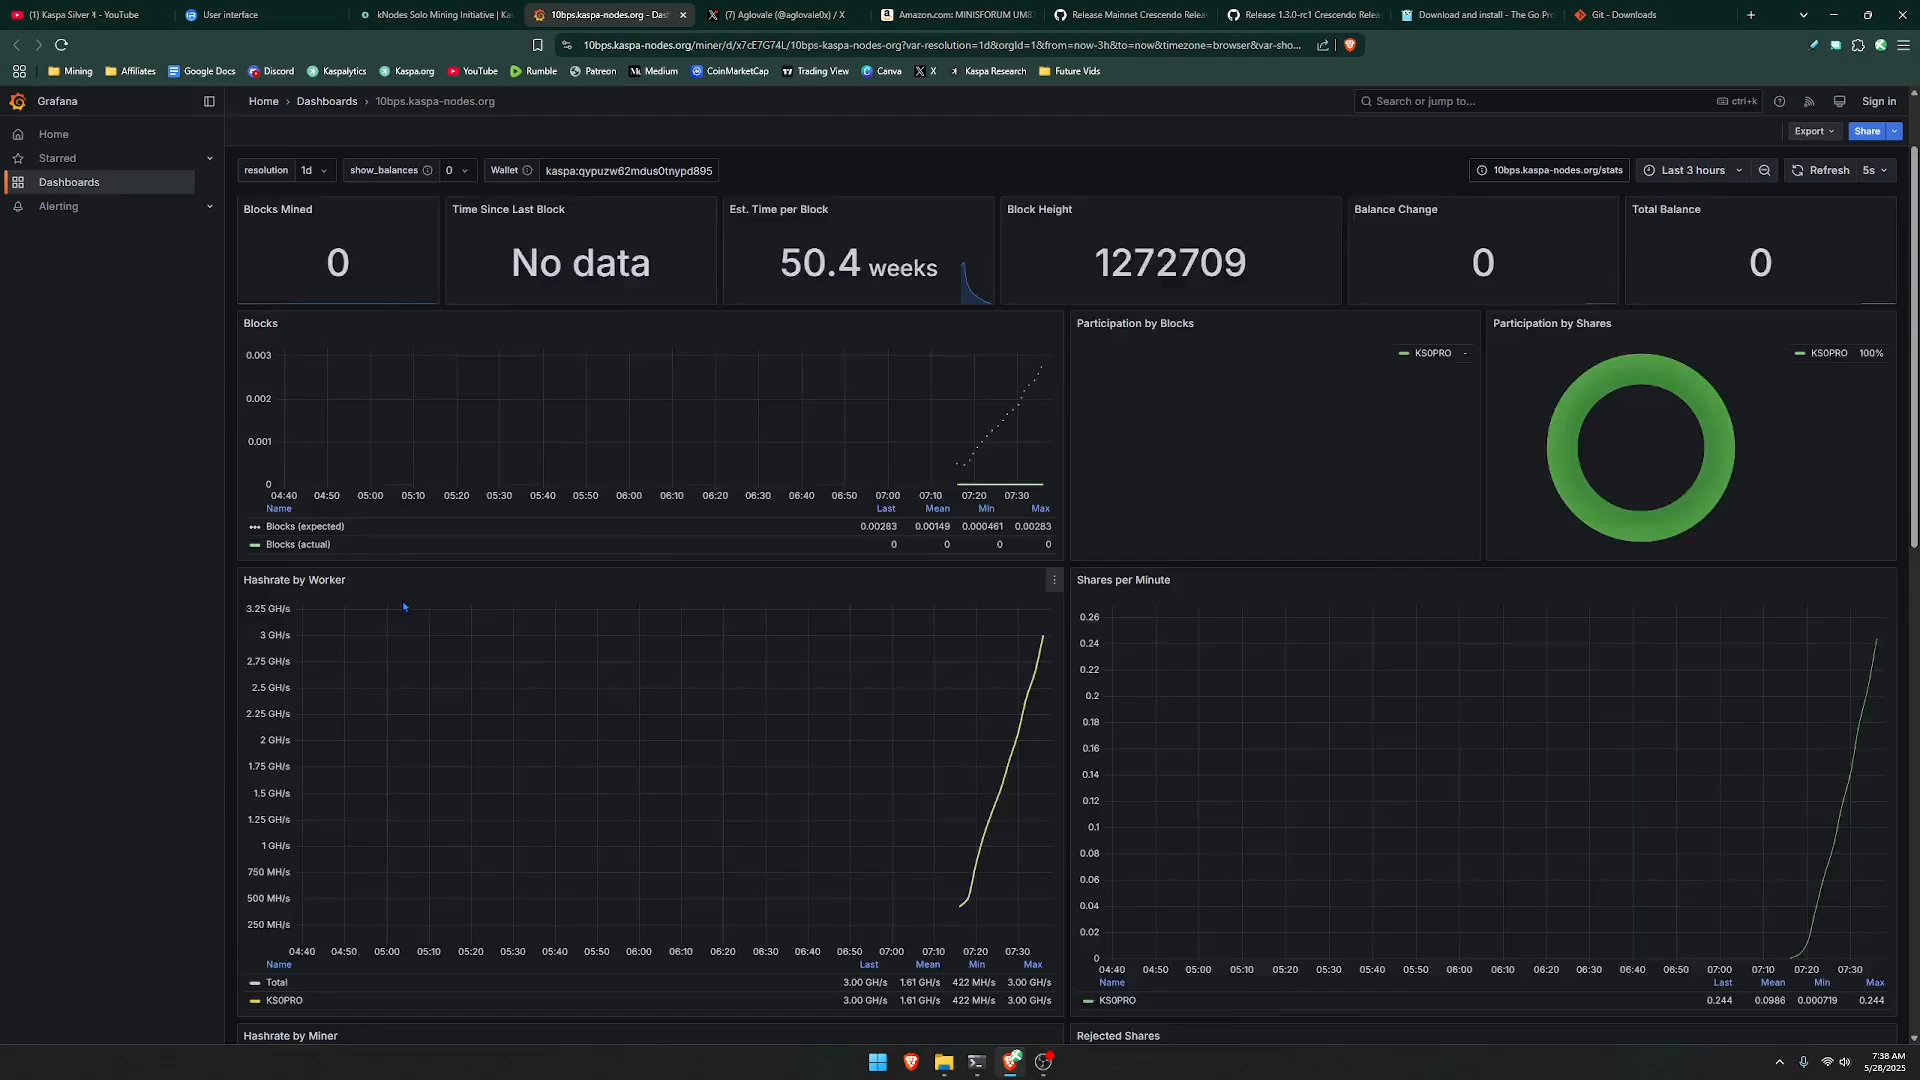 (1) Kaspa Silver - YouTube
User interface
kNodes Solo Mining Initiative | Kas
10bps.kaspa-nodes.org - Das
(7) Aglovale (@aglovale0x) / X
Amazon.com: MINISFORUM UM87
Release Mainnet Crescendo Relea
Release 1.3.0-rc1 Crescendo Relea
Download and install - The Go Pro
Git - Downloads
10bps.kaspa-nodes.org/miner/d/x7cE7G74L/10bps-kaspa-nodes-org?var-resolution=1d&orgId=1&from=now-3h&to=now&timezone=browser&var-sho...
Mining
Affiliates
Google Docs
Discord
Kaspalytics
Kaspa.org
YouTube
Rumble
Patreon
Medium
CoinMarketCap
Trading View
Canva
X
Kaspa Research
Future Vids
Grafana
Home
Starred
Dashboards
Alerting
Home › Dashboards › 10bps.kaspa-nodes.org
Search or jump to...
ctrl+k
Sign in
Export
Share
resolution 1d
show_balances 0
Wallet kaspa:qypuzw62mdus0tnypd895
10bps.kaspa-nodes.org/stats
Last 3 hours
Refresh 5s
Blocks Mined
0
Time Since Last Block
No data
Est. Time per Block
50.4 weeks
Block Height
1272709
Balance Change
0
Total Balance
0
Blocks
0.003
0.002
0.001
0
04:40 04:50 05:00 05:10 05:20 05:30 05:40 05:50 06:00 06:10 06:20 06:30 06:40 06:50 07:00 07:10 07:20 07:30
Name Last Mean Min Max
Blocks (expected) 0.00283 0.00149 0.000461 0.00283
Blocks (actual) 0 0 0 0
Participation by Blocks
KS0PRO -
Participation by Shares
KS0PRO 100%
Hashrate by Worker
3.25 GH/s
3 GH/s
2.75 GH/s
2.5 GH/s
2.25 GH/s
2 GH/s
1.75 GH/s
1.5 GH/s
1.25 GH/s
1 GH/s
750 MH/s
500 MH/s
250 MH/s
04:40 04:50 05:00 05:10 05:20 05:30 05:40 05:50 06:00 06:10 06:20 06:30 06:40 06:50 07:00 07:10 07:20 07:30
Name Last Mean Min Max
Total 3.00 GH/s 1.61 GH/s 422 MH/s 3.00 GH/s
KS0PRO 3.00 GH/s 1.61 GH/s 422 MH/s 3.00 GH/s
Shares per Minute
0.26
0.24
0.22
0.2
0.18
0.16
0.14
0.12
0.1
0.08
0.06
0.04
0.02
0
04:40 04:50 05:00 05:10 05:20 05:30 05:40 05:50 06:00 06:10 06:20 06:30 06:40 06:50 07:00 07:10 07:20 07:30
Name Last Mean Min Max
KS0PRO 0.244 0.0986 0.000719 0.244
Hashrate by Miner
Rejected Shares
7:38 AM
5/28/2025